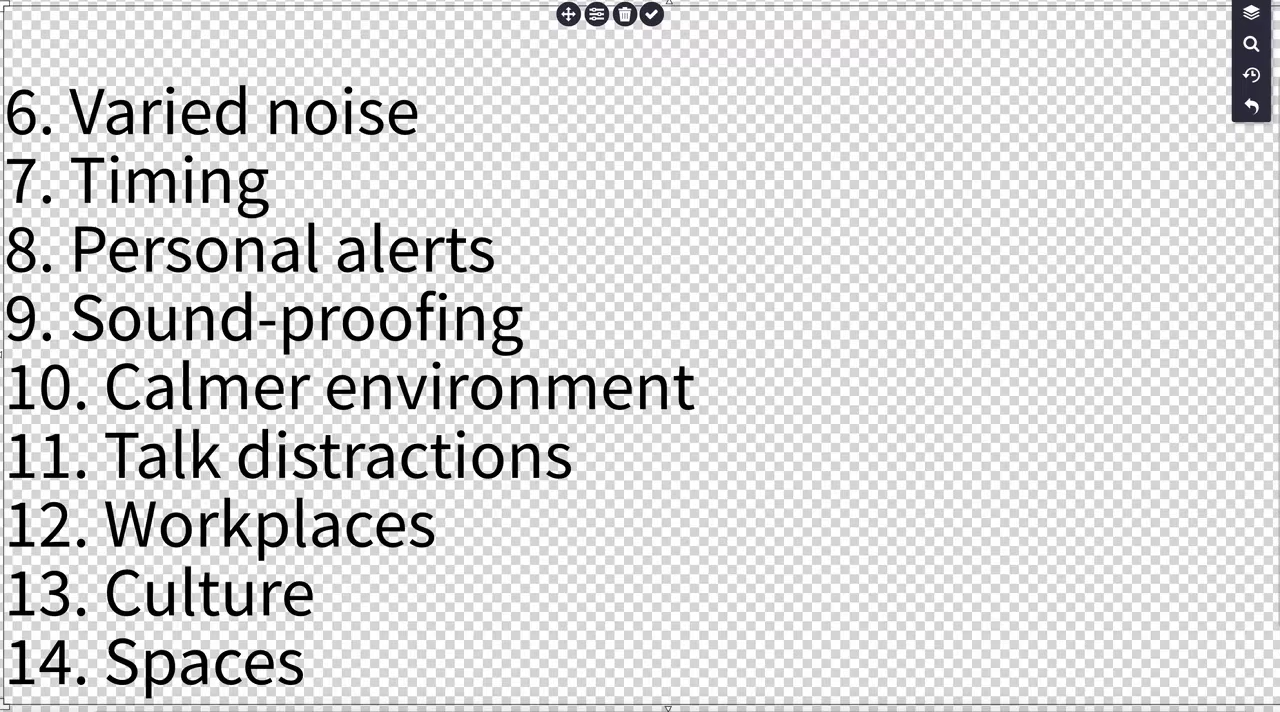 6. Varied noise
7. Timing
8. Personal alerts
9. Sound-proofing
10. Calmer environment
11. Talk distractions
12. Workplaces
13. Culture
14. Spaces